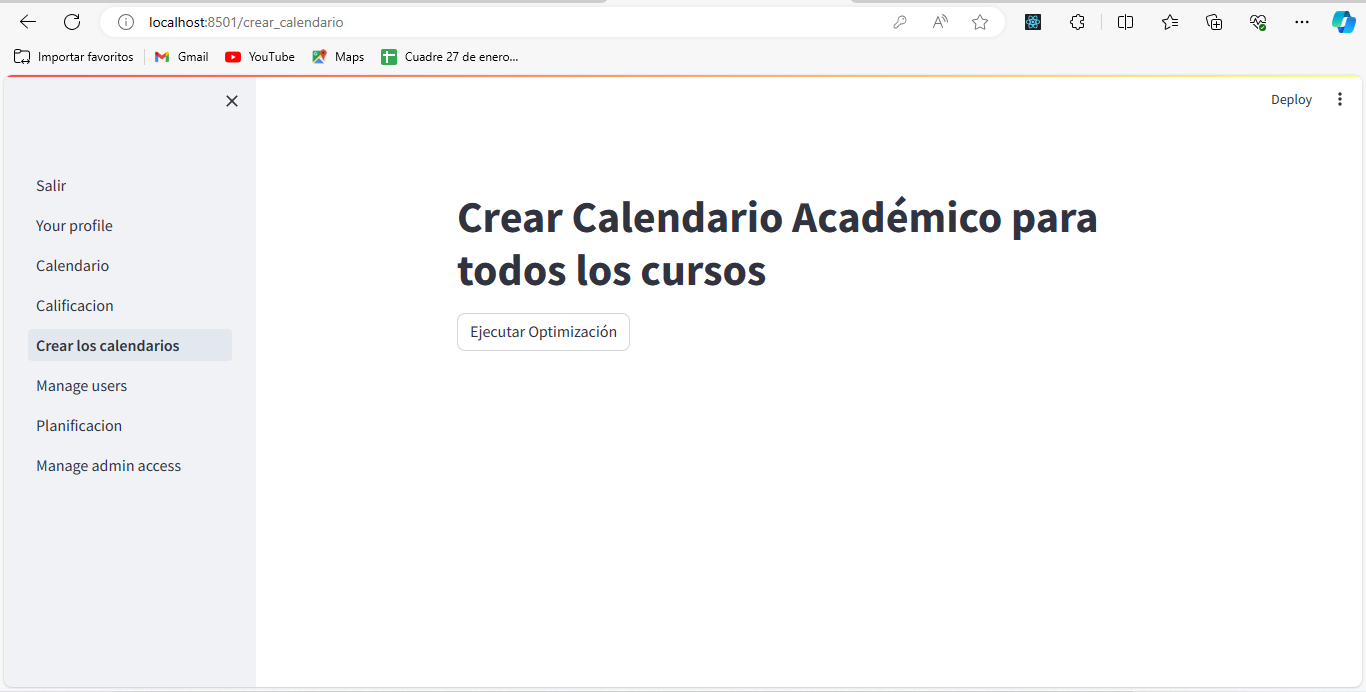 localhost:8501/crear_calendario
Importar favoritos
Gmail
YouTube
Maps
Cuadre 27 de enero...
Deploy
Salir
Your profile
Calendario
Calificacion
Crear los calendarios
Manage users
Planificacion
Manage admin access
Crear Calendario Académico para
todos los cursos
Ejecutar Optimización